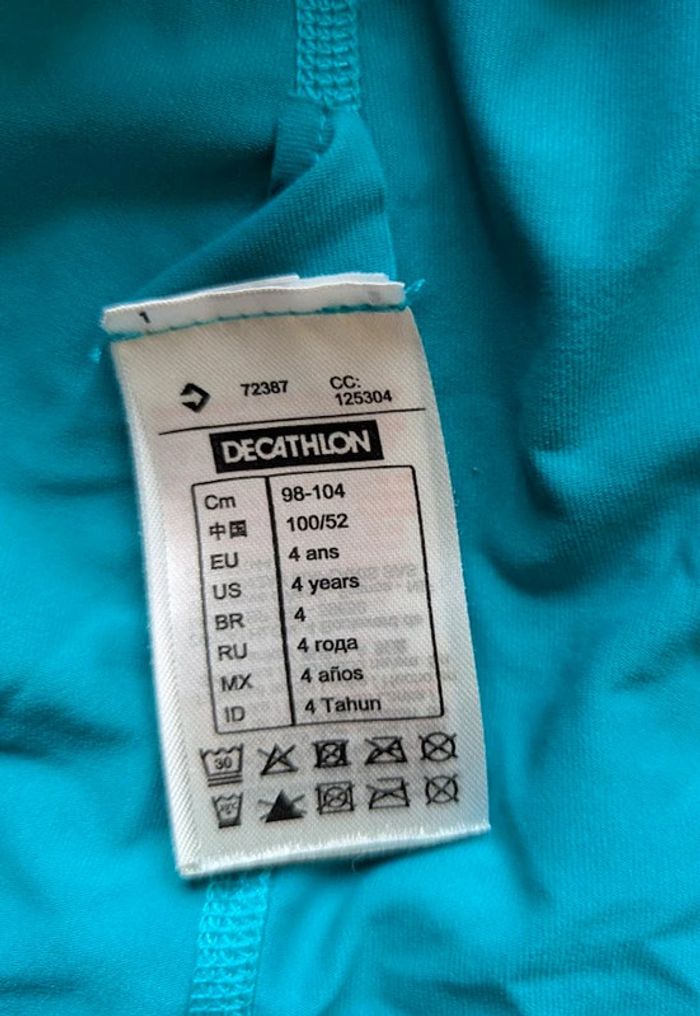 1
72387 CC:
125304
DECATHLON
Cm 98-104
中国 100/52
EU 4 ans
US 4 years
BR 4
RU 4 года
MX 4 años
ID 4 Tahun
30